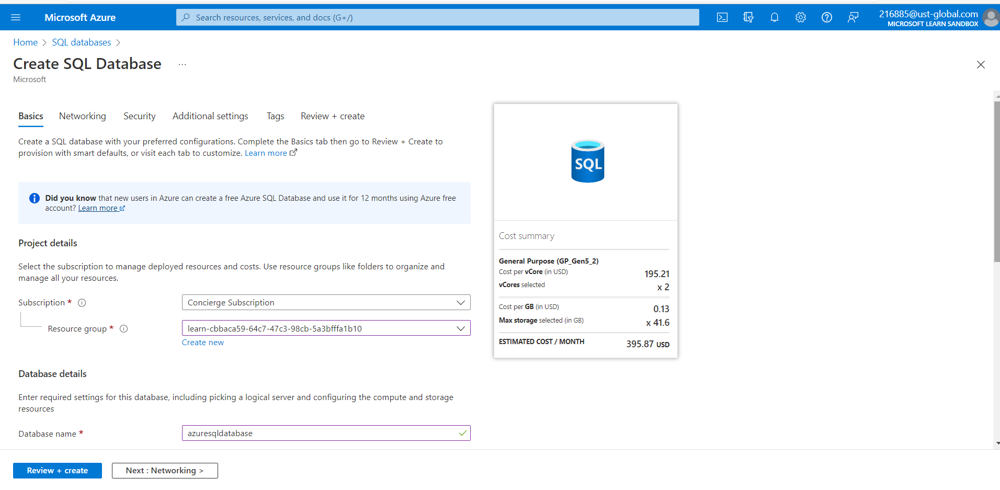 Microsoft Azure
Search resources, services, and docs (G+/)
216885@ust-global.com
MICROSOFT LEARN SANDBOX
Home > SQL databases >
Create SQL Database ...
Microsoft
Basics Networking Security Additional settings Tags Review + create
Create a SQL database with your preferred configurations. Complete the Basics tab then go to Review + Create to
provision with smart defaults, or visit each tab to customize. Learn more
Did you know that new users in Azure can create a free Azure SQL Database and use it for 12 months using Azure free
account? Learn more
Project details
Select the subscription to manage deployed resources and costs. Use resource groups like folders to organize and
manage all your resources.
Subscription *
Concierge Subscription
Resource group *
learn-cbbaca59-64c7-47c3-98cb-5a3bfffa1b10
Create new
Database details
Enter required settings for this database, including picking a logical server and configuring the compute and storage
resources
Database name *
azuresqldatabase
Review + create
Next : Networking >
SQL
Cost summary
General Purpose (GP_Gen5_2)
Cost per vCore (in USD) 195.21
vCores selected x 2
Cost per GB (in USD) 0.13
Max storage selected (in GB) x 41.6
ESTIMATED COST / MONTH 395.87 USD